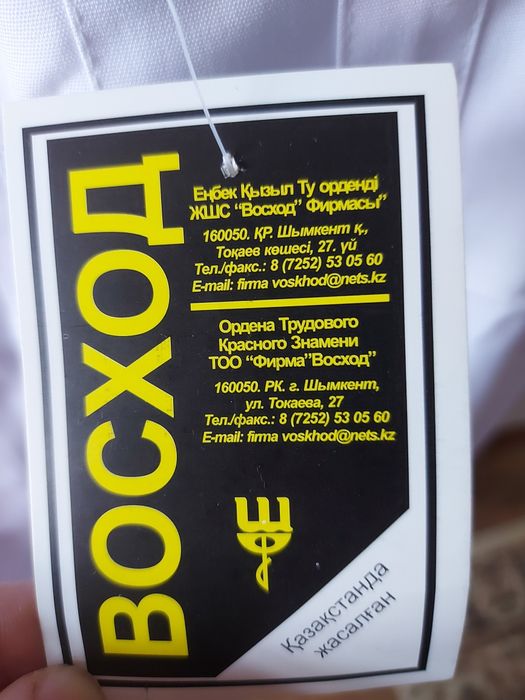 ВОСХОД
Еңбек Қызыл Ту орденді
ЖШС "Восход" Фирмасы"
160050. ҚР. Шымкент қ.,
Тоқаев көшесі, 27. үй
Тел./факс.: 8 (7252) 53 05 60
E-mail: firma voskhod@nets.kz
Ордена Трудового
Красного Знамени
ТОО "Фирма"Восход"
160050. РК. г. Шымкент,
ул. Токаева, 27
Тел./факс.: 8 (7252) 53 05 60
E-mail: firma voskhod@nets.kz
Қазақстанда
жасалған